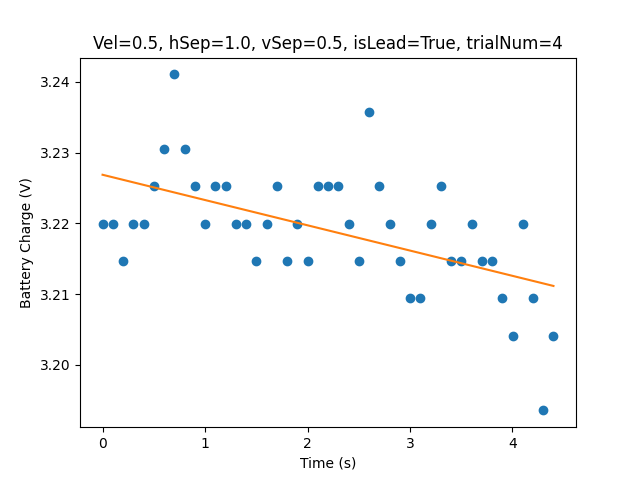 Vel=0.5, hSep=1.0, vSep=0.5, isLead=True, trialNum=4
3.24
3.23
3.22
3.21
3.20
Battery Charge (V)
0 1 2 3 4
Time (s)